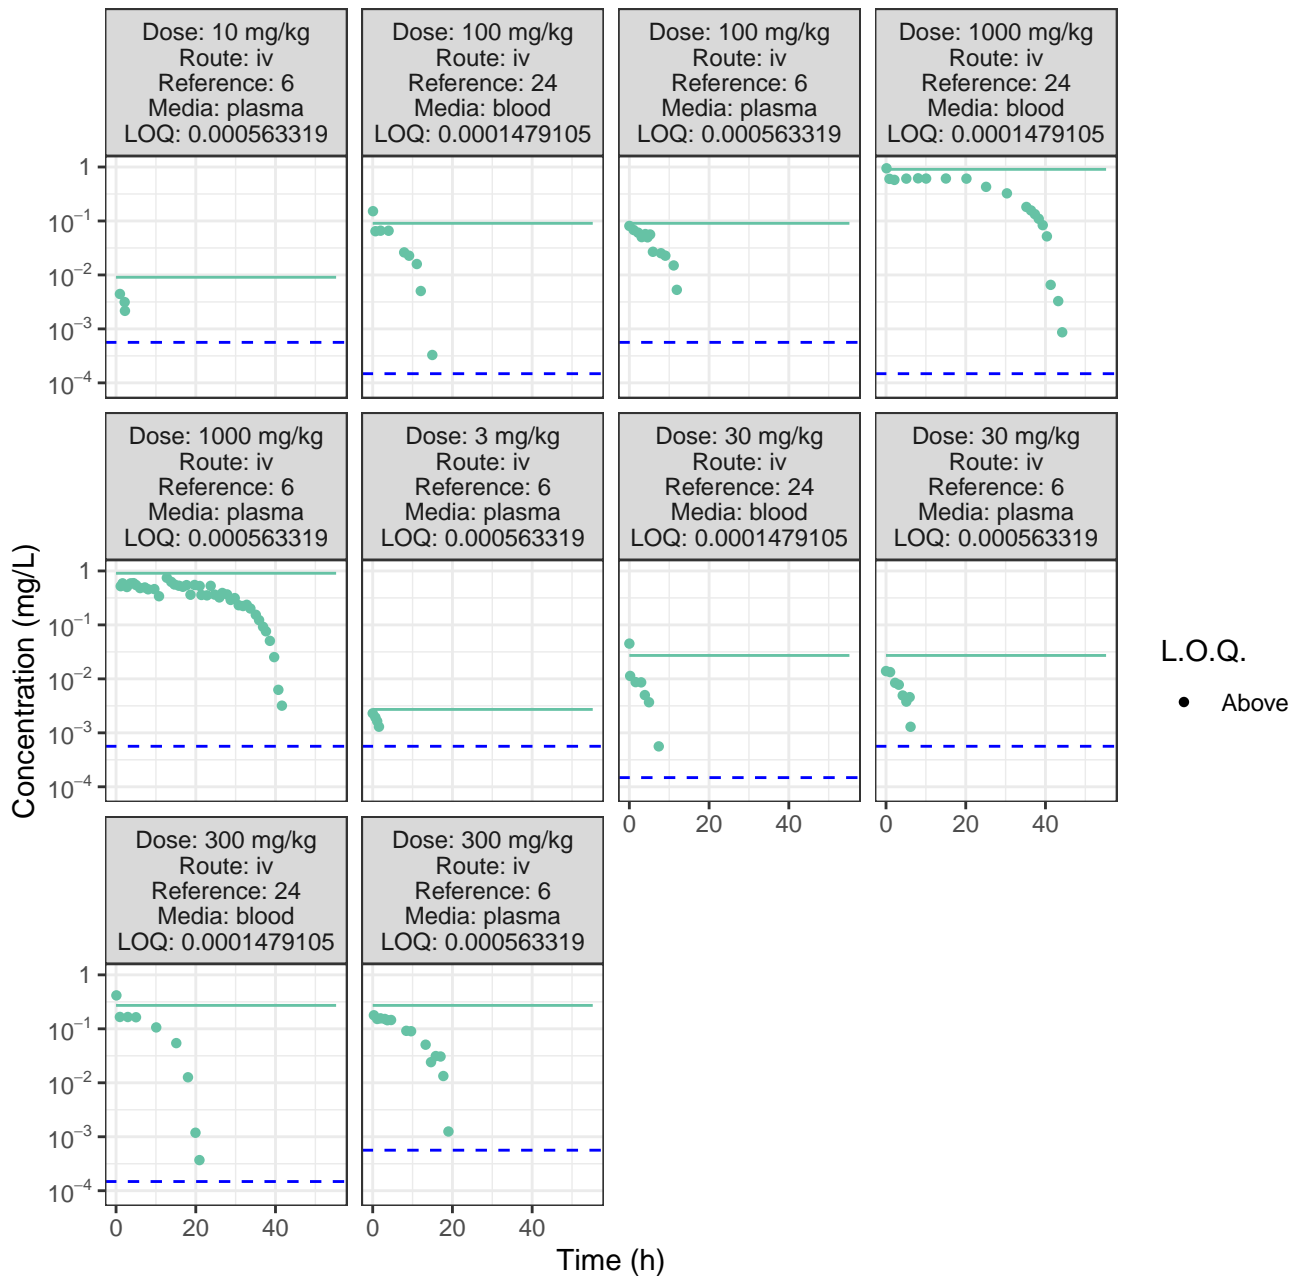 Dose: 10 mg/kg
Route: iv
Reference: 6
Media: plasma
LOQ: 0.000563319
Dose: 100 mg/kg
Route: iv
Reference: 24
Media: blood
LOQ: 0.0001479105
Dose: 100 mg/kg
Route: iv
Reference: 6
Media: plasma
LOQ: 0.000563319
Dose: 1000 mg/kg
Route: iv
Reference: 24
Media: blood
LOQ: 0.0001479105
1
10⁻¹
10⁻²
10⁻³
10⁻⁴
Dose: 1000 mg/kg
Route: iv
Reference: 6
Media: plasma
LOQ: 0.000563319
Dose: 3 mg/kg
Route: iv
Reference: 6
Media: plasma
LOQ: 0.000563319
Dose: 30 mg/kg
Route: iv
Reference: 24
Media: blood
LOQ: 0.0001479105
Dose: 30 mg/kg
Route: iv
Reference: 6
Media: plasma
LOQ: 0.000563319
1
10⁻¹
10⁻²
10⁻³
10⁻⁴
0 20 40
0 20 40
Dose: 300 mg/kg
Route: iv
Reference: 24
Media: blood
LOQ: 0.0001479105
Dose: 300 mg/kg
Route: iv
Reference: 6
Media: plasma
LOQ: 0.000563319
1
10⁻¹
10⁻²
10⁻³
10⁻⁴
0 20 40
0 20 40
Time (h)
Concentration (mg/L)
L.O.Q.
Above